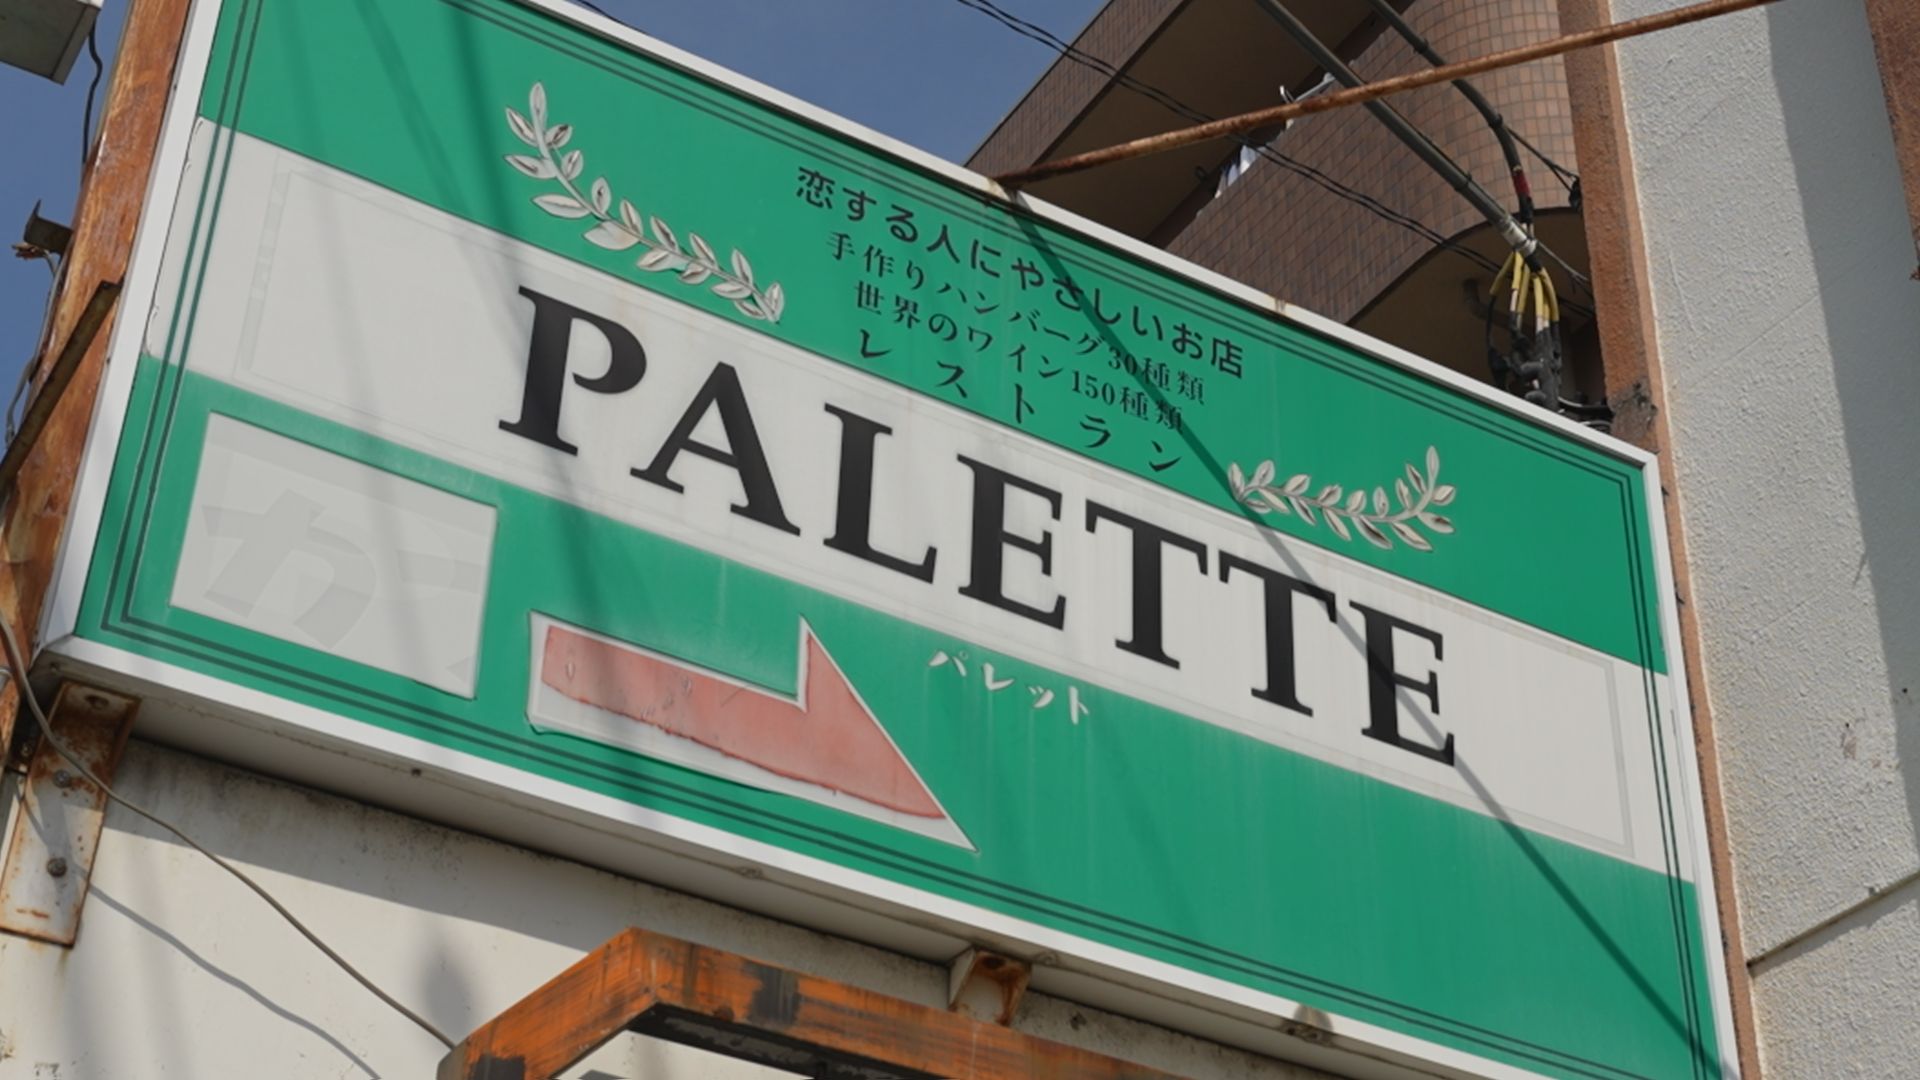 恋する人にやさしいお店
手作りハンバーグ30種類
世界のワイン150種類
レストラン
PALETTE
パレット